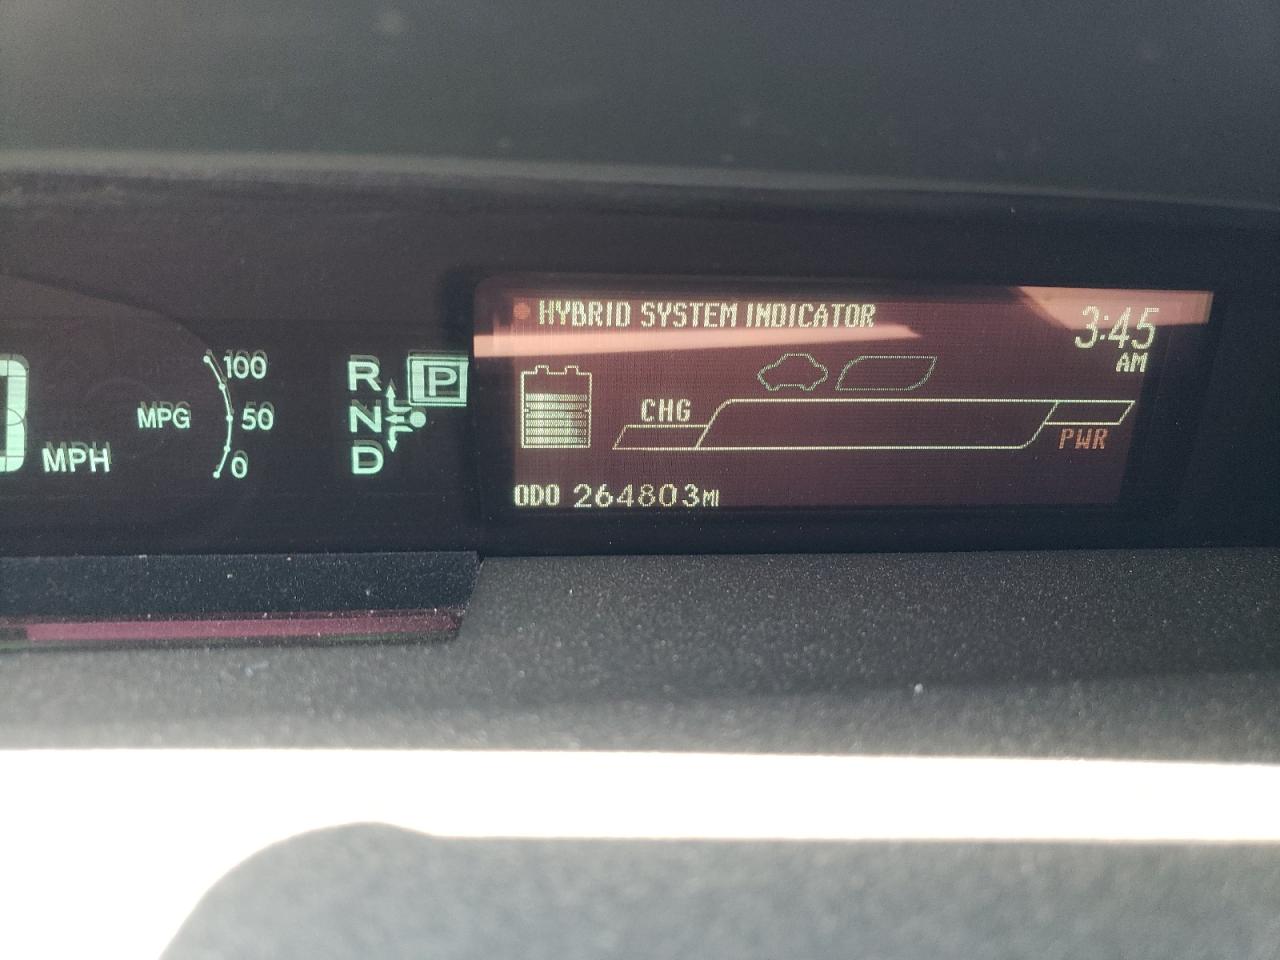 HYBRID SYSTEM INDICATOR
3:45
AM
100
MPG 50
0
MPH
R P
N
D
CHG
PWR
ODO 264803MI